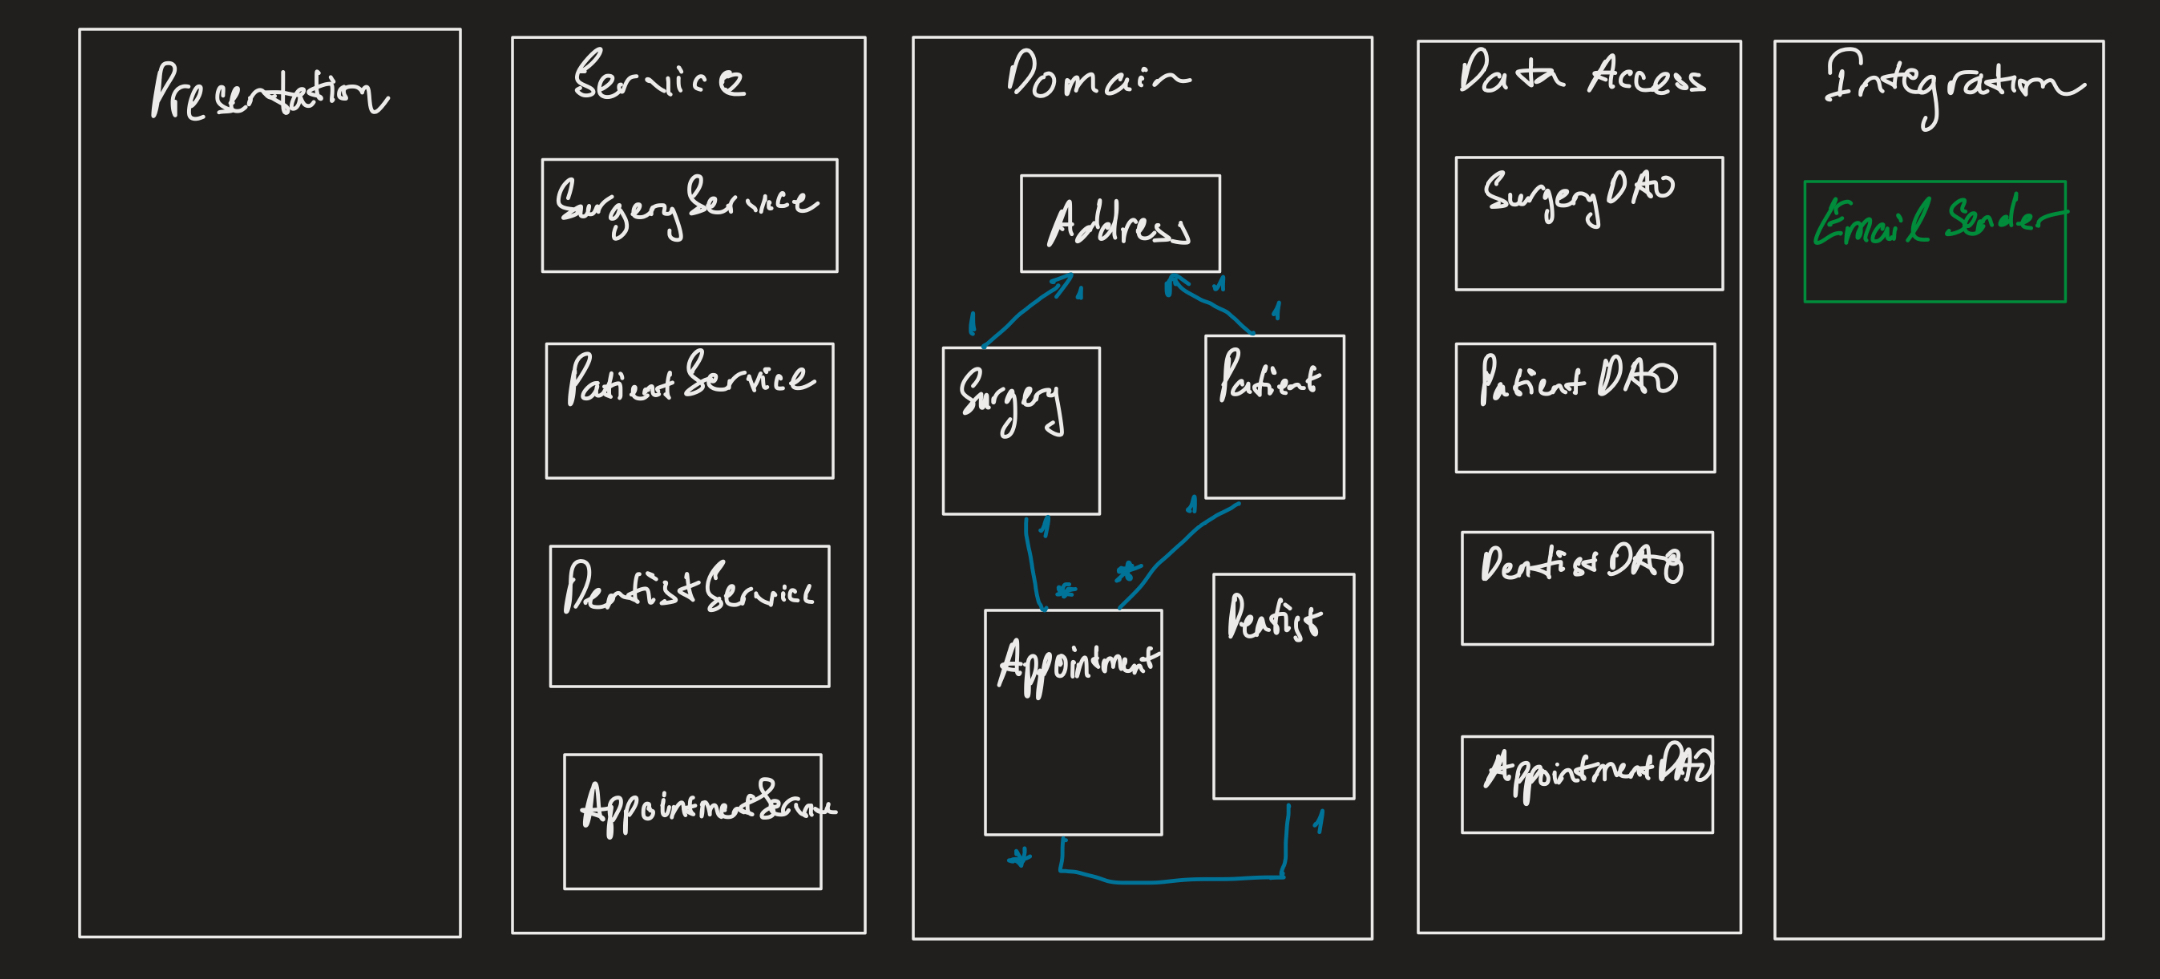 Presentation
Service
SurgeryService
PatientService
DentistService
AppointmentService
Domain
Address
1
1
1
1
Surgery
Patient
1
1
*
*
Appointment
Dentist
*
1
Data Access
SurgeryDAO
PatientDAO
DentistDAO
AppointmentDAO
Integration
Email Sender